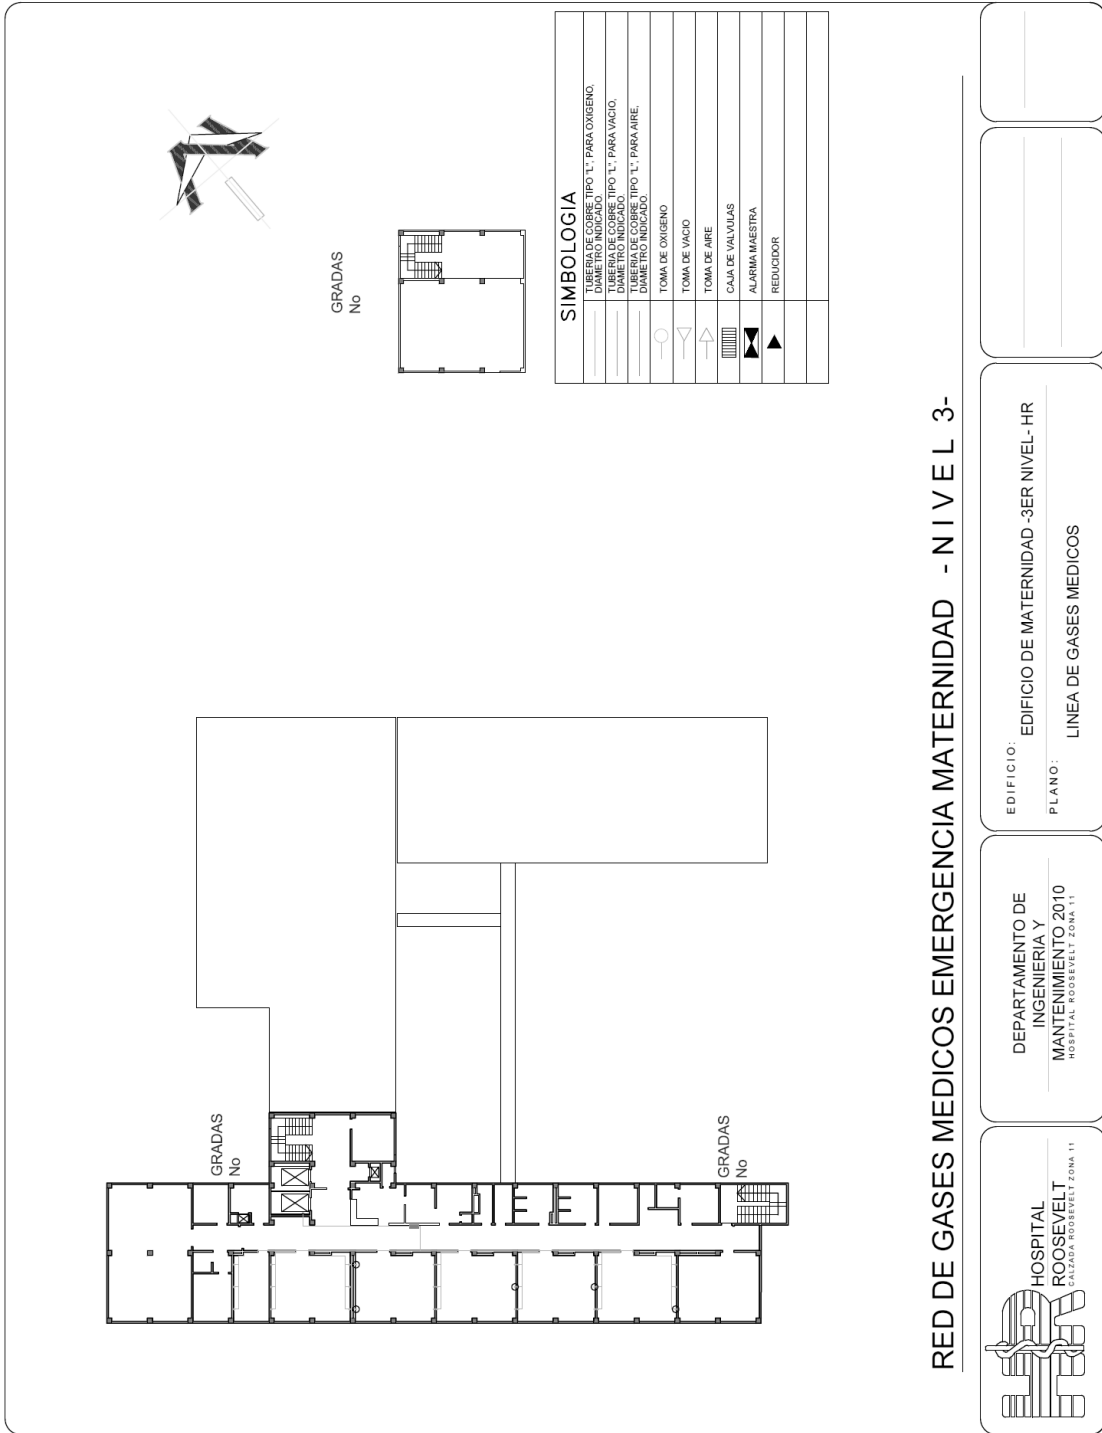 GRADAS
No
SIMBOLOGIA
TUBERIA DE COBRE TIPO "L", PARA OXIGENO,
DIAMETRO INDICADO.
TUBERIA DE COBRE TIPO "L", PARA VACIO,
DIAMETRO INDICADO.
TUBERIA DE COBRE TIPO "L", PARA AIRE,
DIAMETRO INDICADO.
TOMA DE OXIGENO
TOMA DE VACIO
TOMA DE AIRE
CAJA DE VALVULAS
ALARMA MAESTRA
REDUCIDOR
GRADAS
No
GRADAS
No
RED DE GASES MEDICOS EMERGENCIA MATERNIDAD - N I V E L 3-
HOSPITAL
ROOSEVELT
CALZADA ROOSEVELT ZONA 11
DEPARTAMENTO DE
INGENIERIA Y
MANTENIMIENTO 2010
HOSPITAL ROOSEVELT ZONA 11
EDIFICIO:
EDIFICIO DE MATERNIDAD -3ER NIVEL- HR
PLANO:
LINEA DE GASES MEDICOS